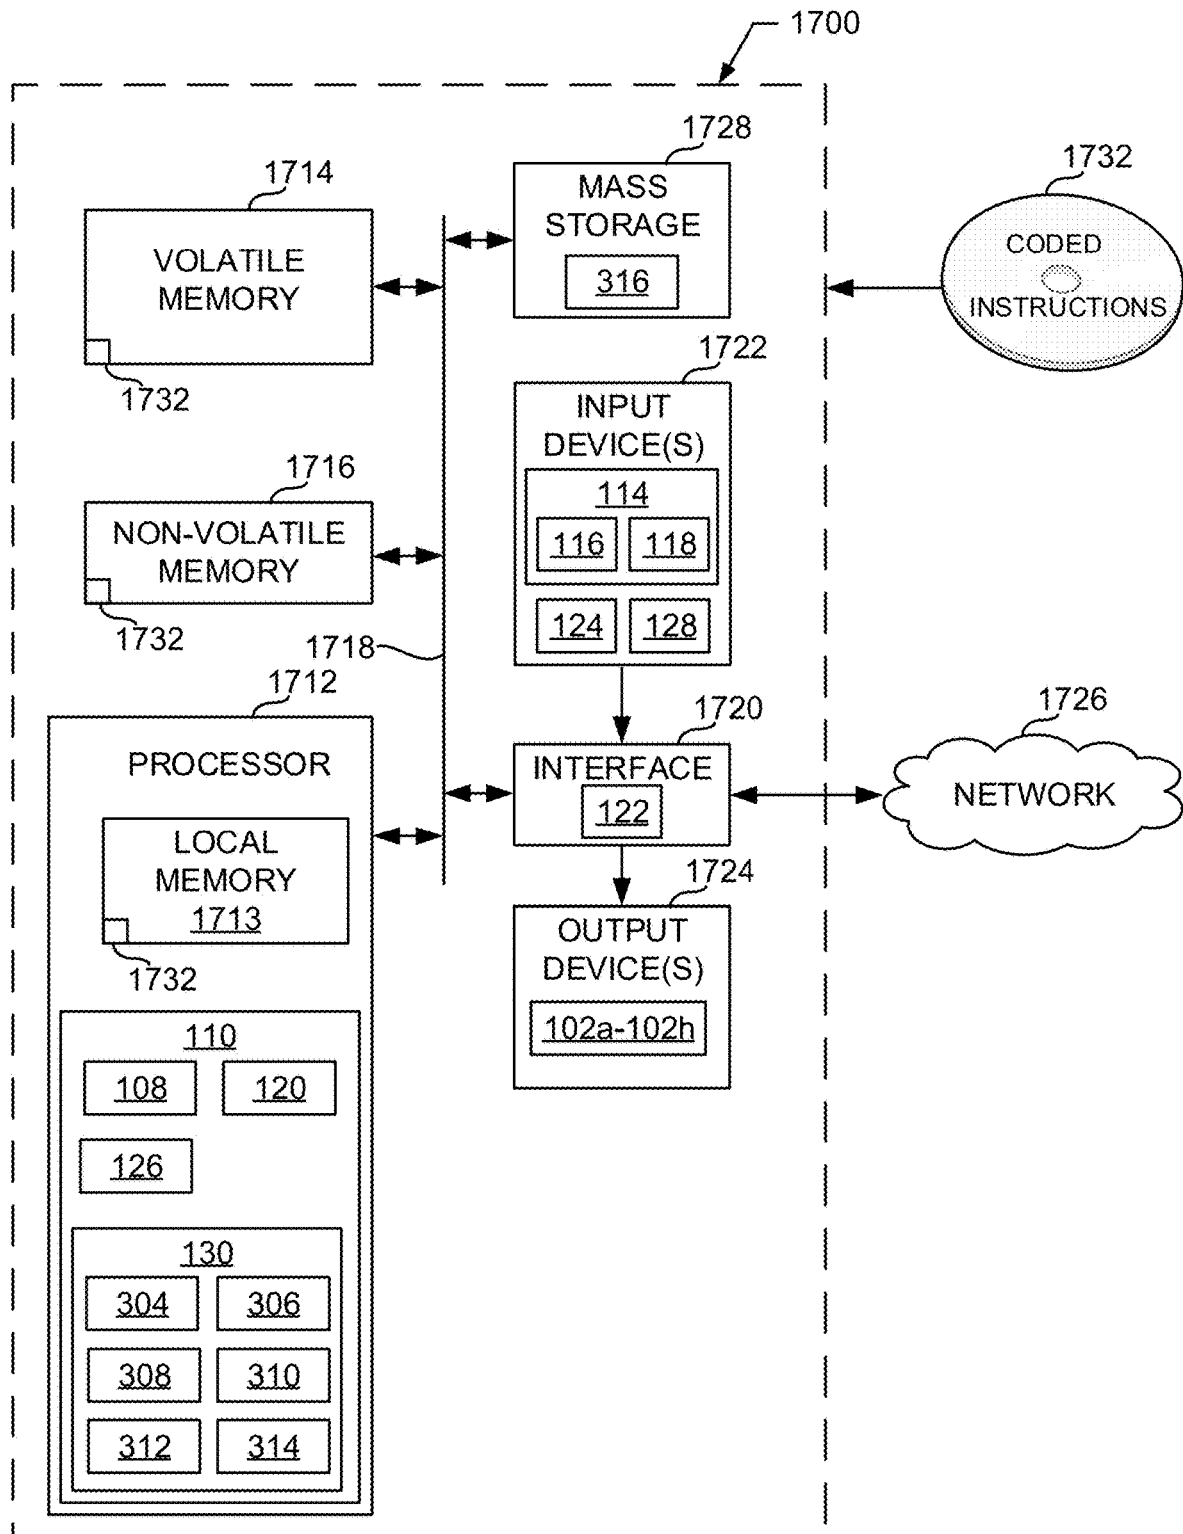 1700
1728
MASS
STORAGE
316
1714
VOLATILE
MEMORY
1732
1732
CODED
INSTRUCTIONS
1722
INPUT
DEVICE(S)
114
116 118
124 128
1716
NON-VOLATILE
MEMORY
1732
1718
1712
PROCESSOR
LOCAL
MEMORY
1713
1732
1720
INTERFACE
122
1726
NETWORK
1724
OUTPUT
DEVICE(S)
102a-102h
110
108 120
126
130
304 306
308 310
312 314